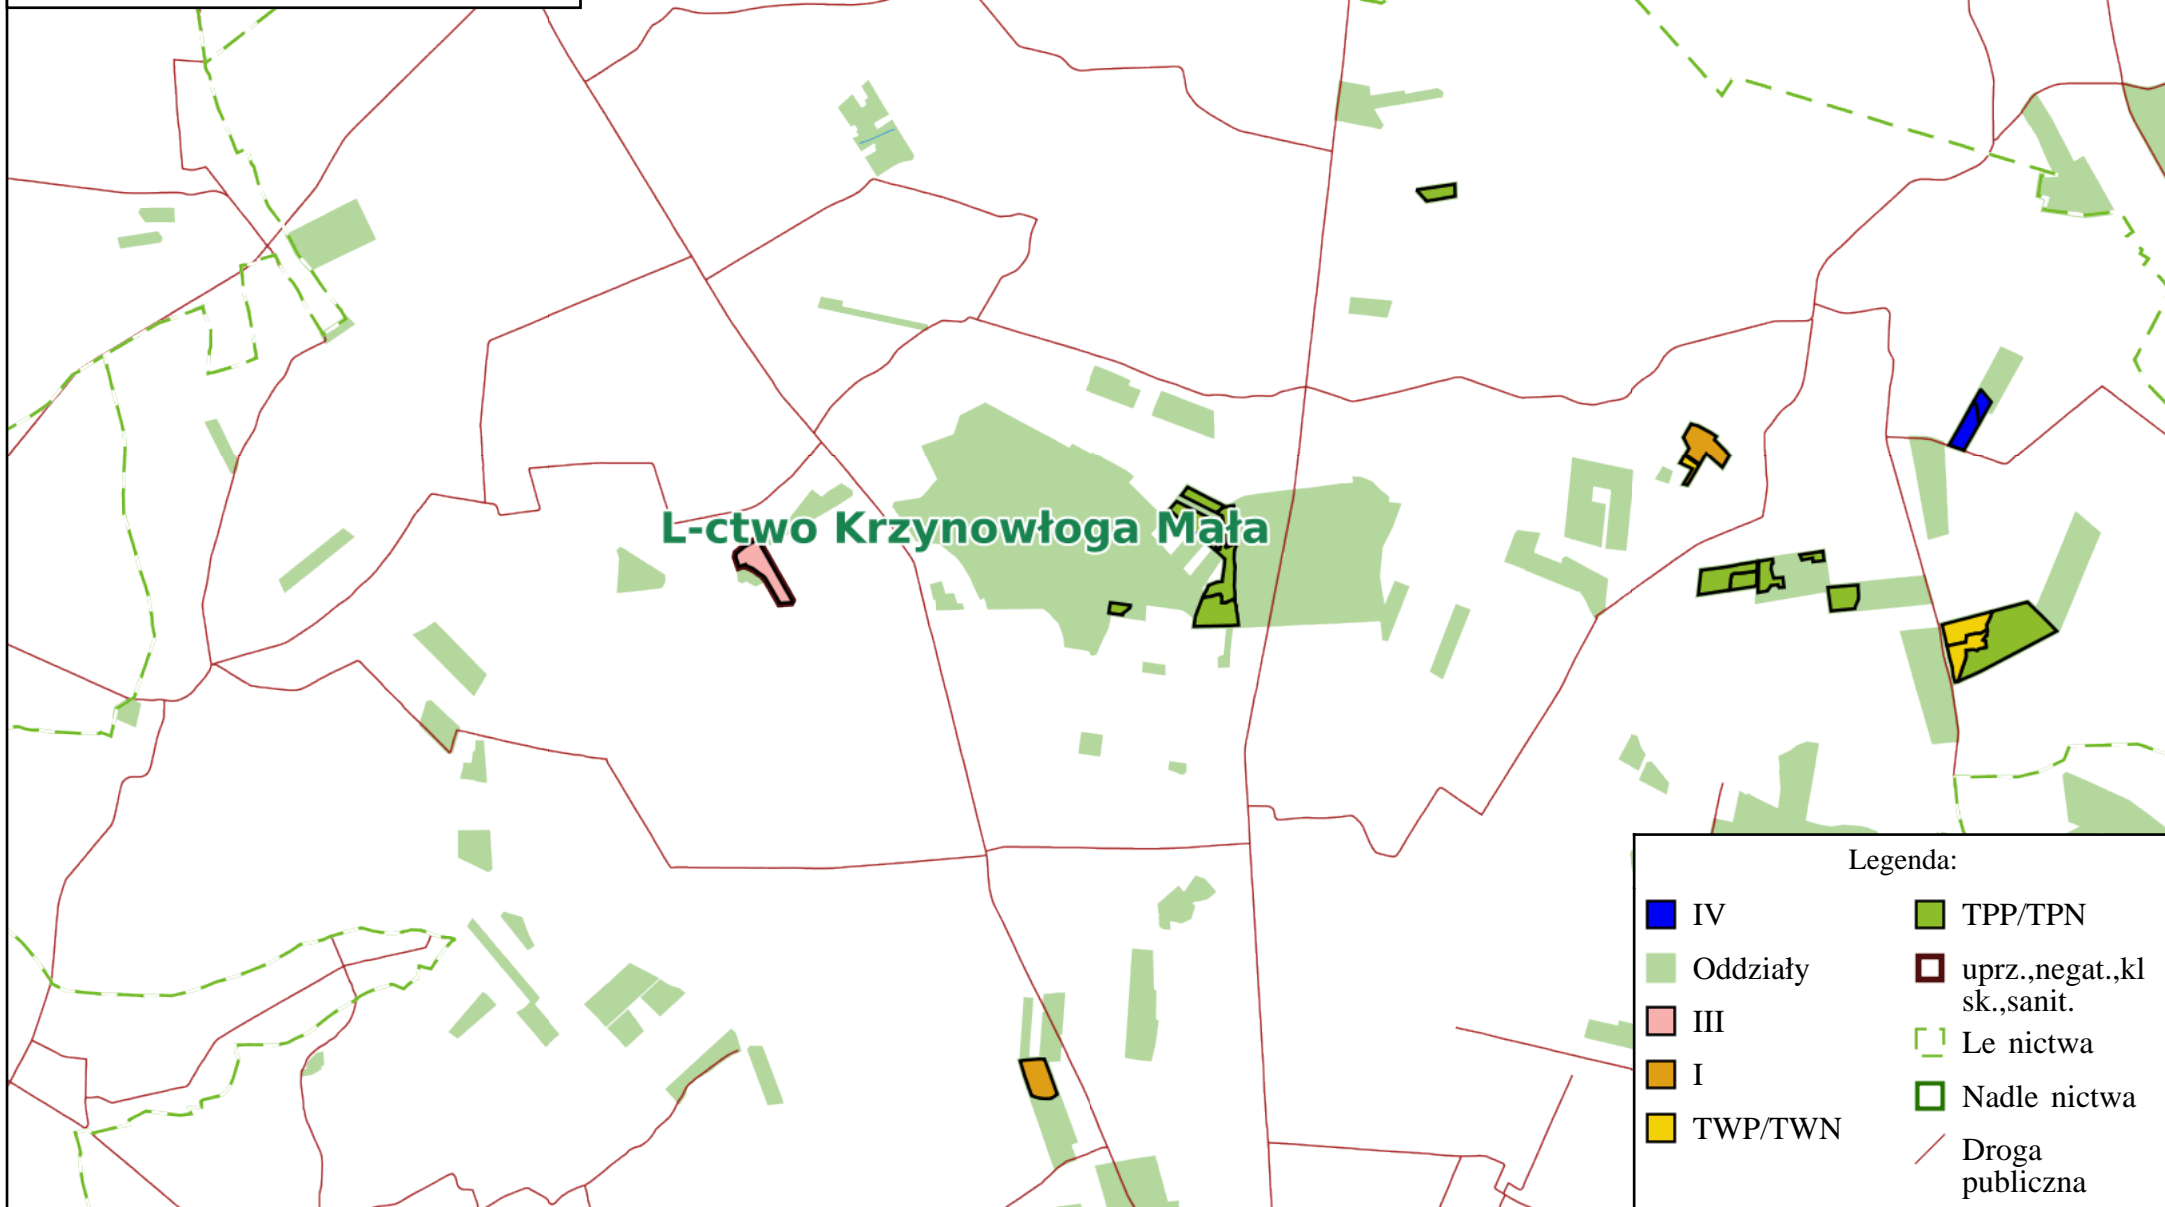 L-ctwo Krzynowłoga Mała
Legenda:
IV
Oddziały
III
I
TWP/TWN
TPP/TPN
uprz.,negat.,kl
sk.,sanit.
Le nictwa
Nadle nictwa
Droga
publiczna